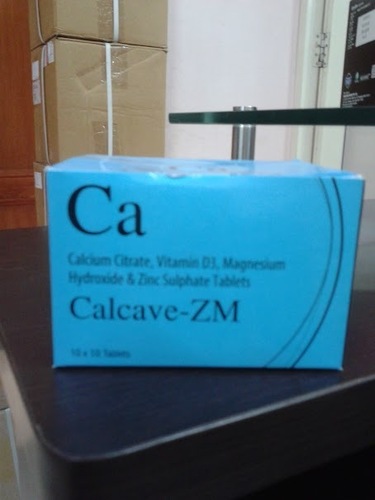 Ca
Calcium Citrate, Vitamin D3, Magnesium
Hydroxide & Zinc Sulphate Tablets
Calcave-ZM
10 x 10 Tablets